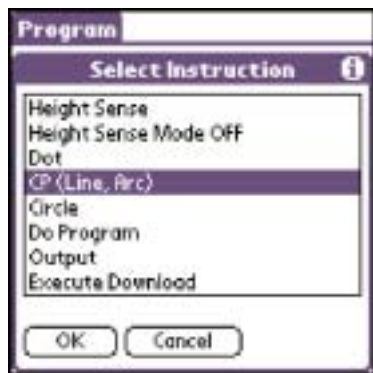 Program
Select Instruction i
Height Sense
Height Sense Mode OFF
Dot
CP (Line, Arc)
Circle
Do Program
Output
Execute Download
OK Cancel